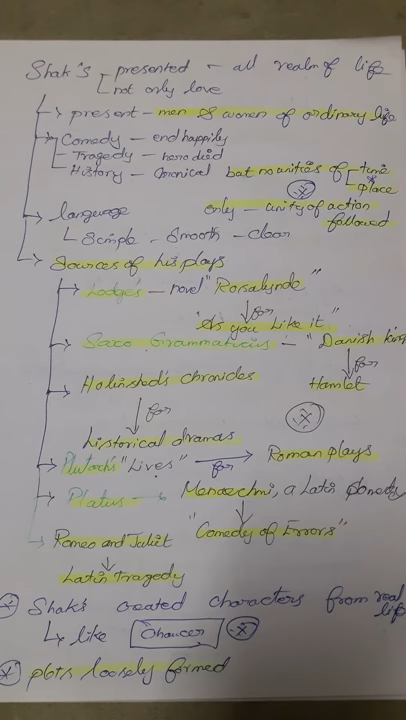 Shak's presented - all realm of life
not only love
present - men & women of ordinary life
Comedy - end happily
Tragedy - hero died
History - Chronical but no unities of time
place
only - unity of action
followed
language
Simple - Smooth - Clear
Sources of his plays
Lodge's - novel "Rosalynde"
for
"As you Like it"
Saxo Grammaticus - "Danish king
for
Hamlet
Holinshed's chronicles
for
historical dramas
Plutarch's "Lives" for Roman plays
Platus - Menaechmi, a Latin Comedy
"Comedy of Errors"
Romeo and Juliet
Latin Tragedy
Shak's created characters from real
life
like Chaucer
plots loosely formed